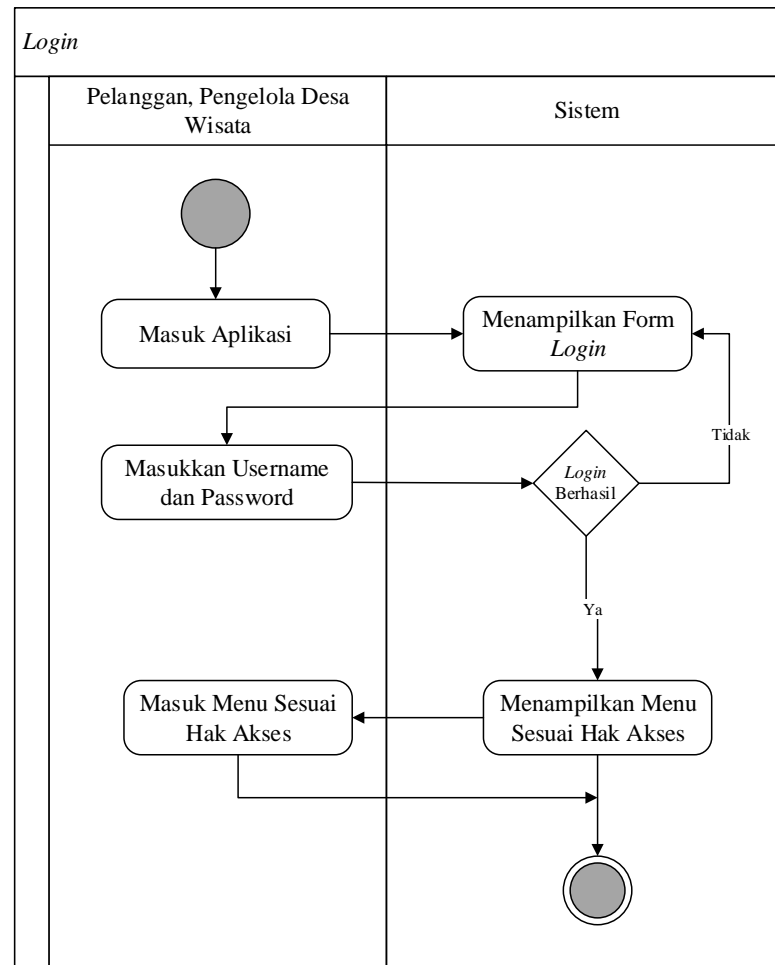 Login
Pelanggan, Pengelola Desa
Wisata
Sistem
Masuk Aplikasi
Menampilkan Form
Login
Masukkan Username
dan Password
Login
Berhasil
Tidak
Ya
Masuk Menu Sesuai
Hak Akses
Menampilkan Menu
Sesuai Hak Akses